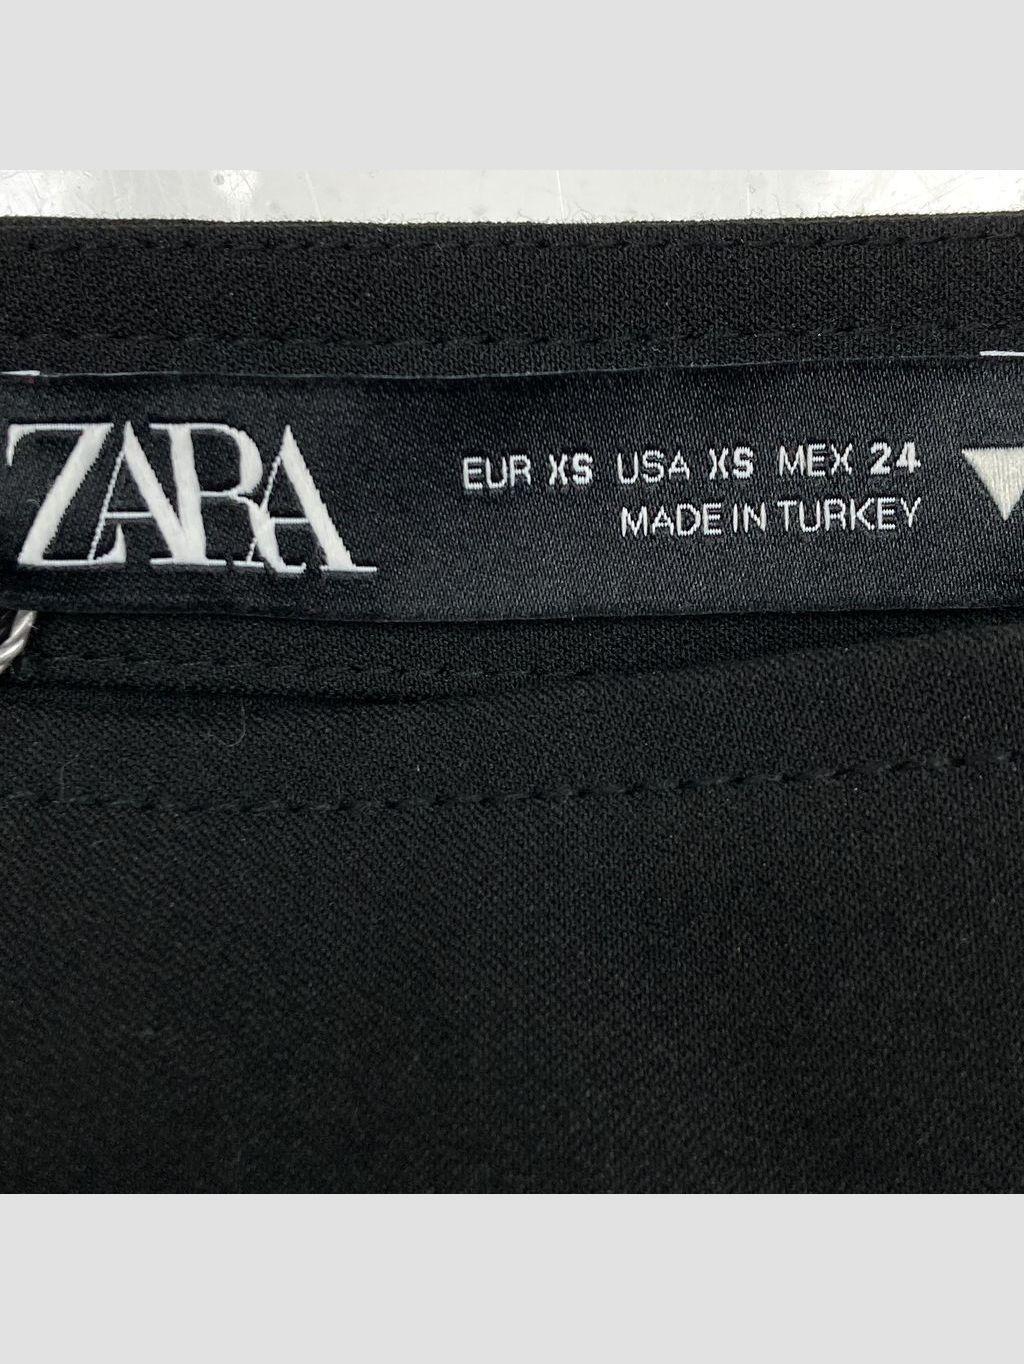 ZARA
EUR XS USA XS MEX 24
MADE IN TURKEY